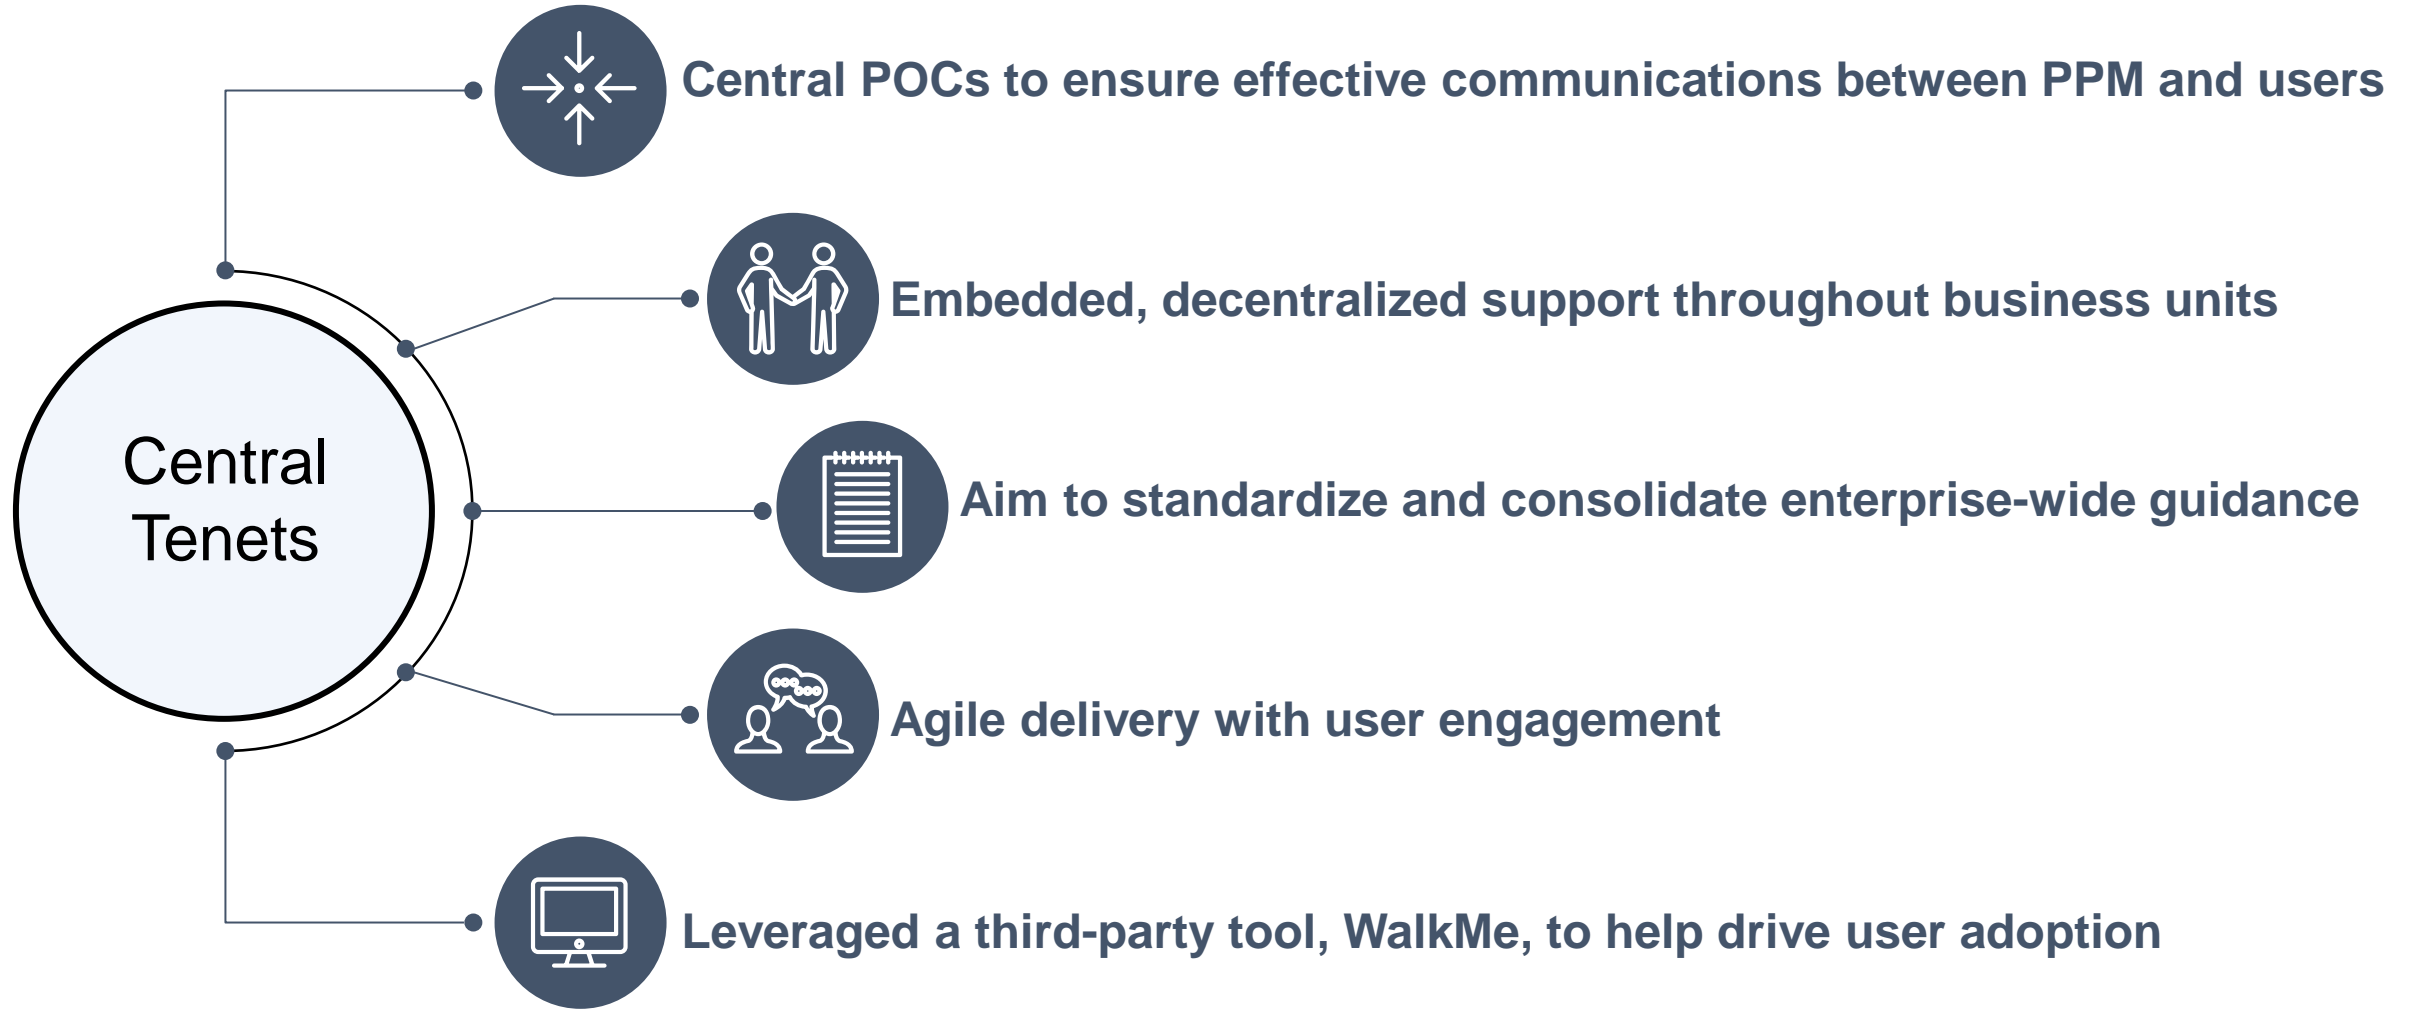 Central POCs to ensure effective communications between PPM and users
Embedded, decentralized support throughout business units
Central
Tenets
Aim to standardize and consolidate enterprise-wide guidance
Agile delivery with user engagement
Leveraged a third-party tool, WalkMe, to help drive user adoption